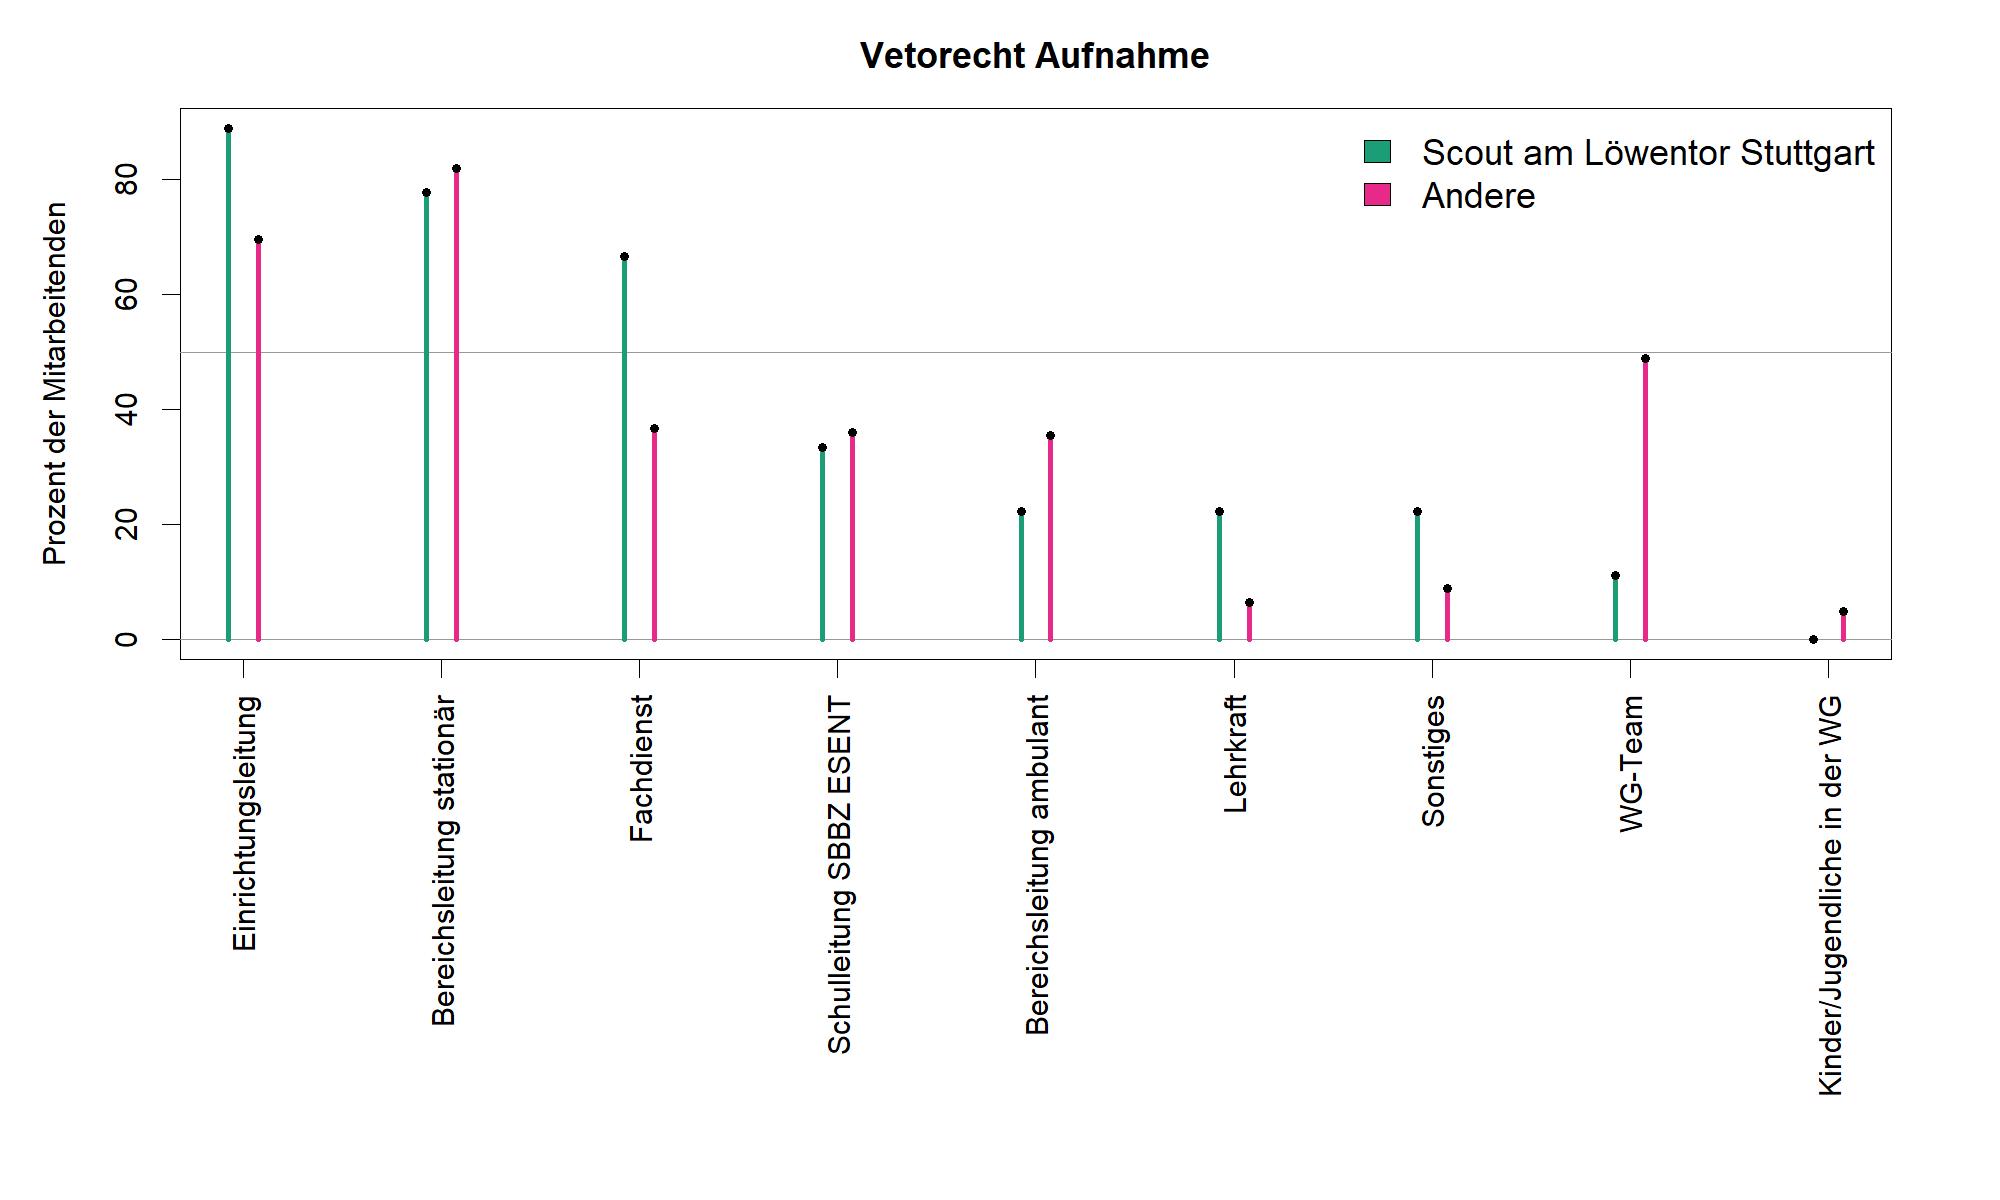 Vetorecht Aufnahme
Scout am Löwentor Stuttgart
Andere
Prozent der Mitarbeitenden
80
60
40
20
0
Einrichtungsleitung
Bereichsleitung stationär
Fachdienst
Schulleitung SBBZ ESENT
Bereichsleitung ambulant
Lehrkraft
Sonstiges
WG-Team
Kinder/Jugendliche in der WG